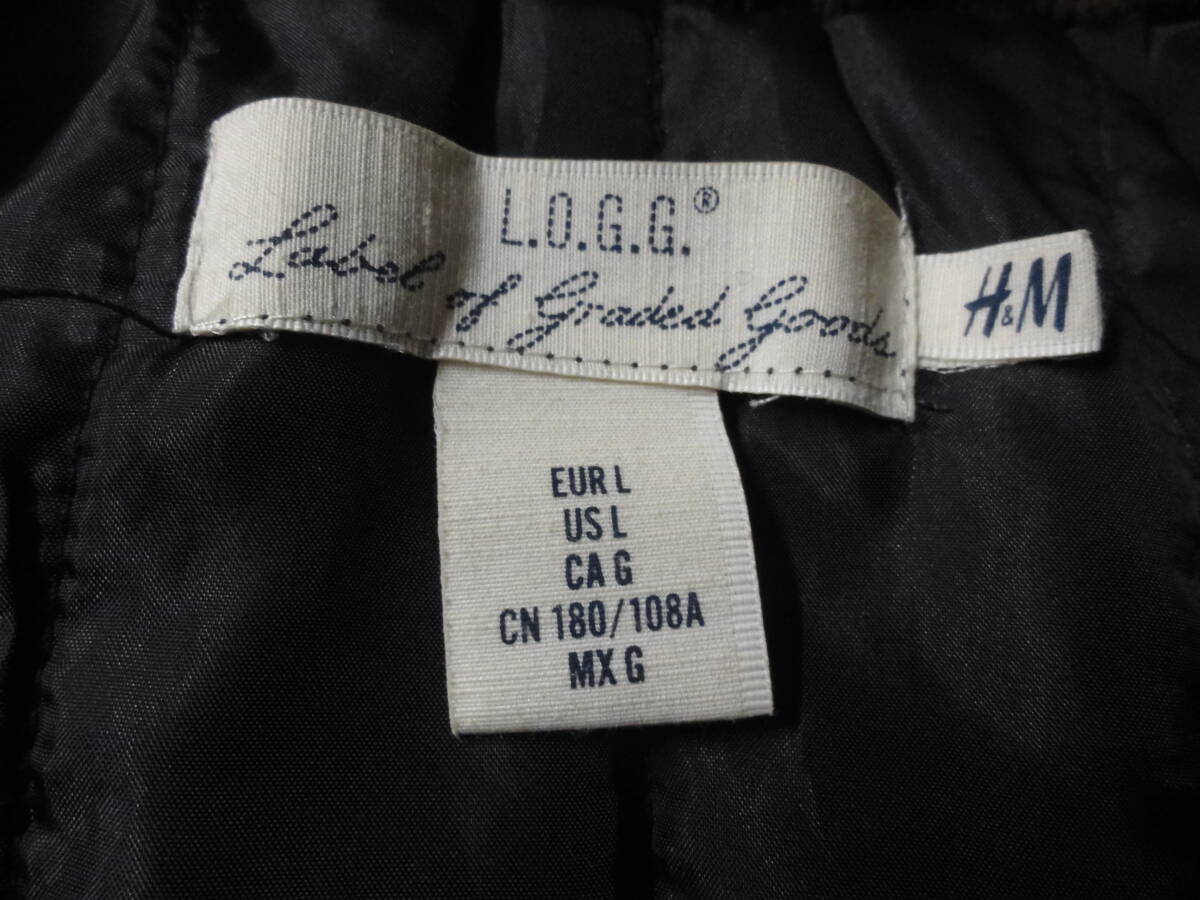 L.O.G.G.®
Label of Graded Goods
H&M
EUR L
US L
CA G
CN 180/108A
MX G